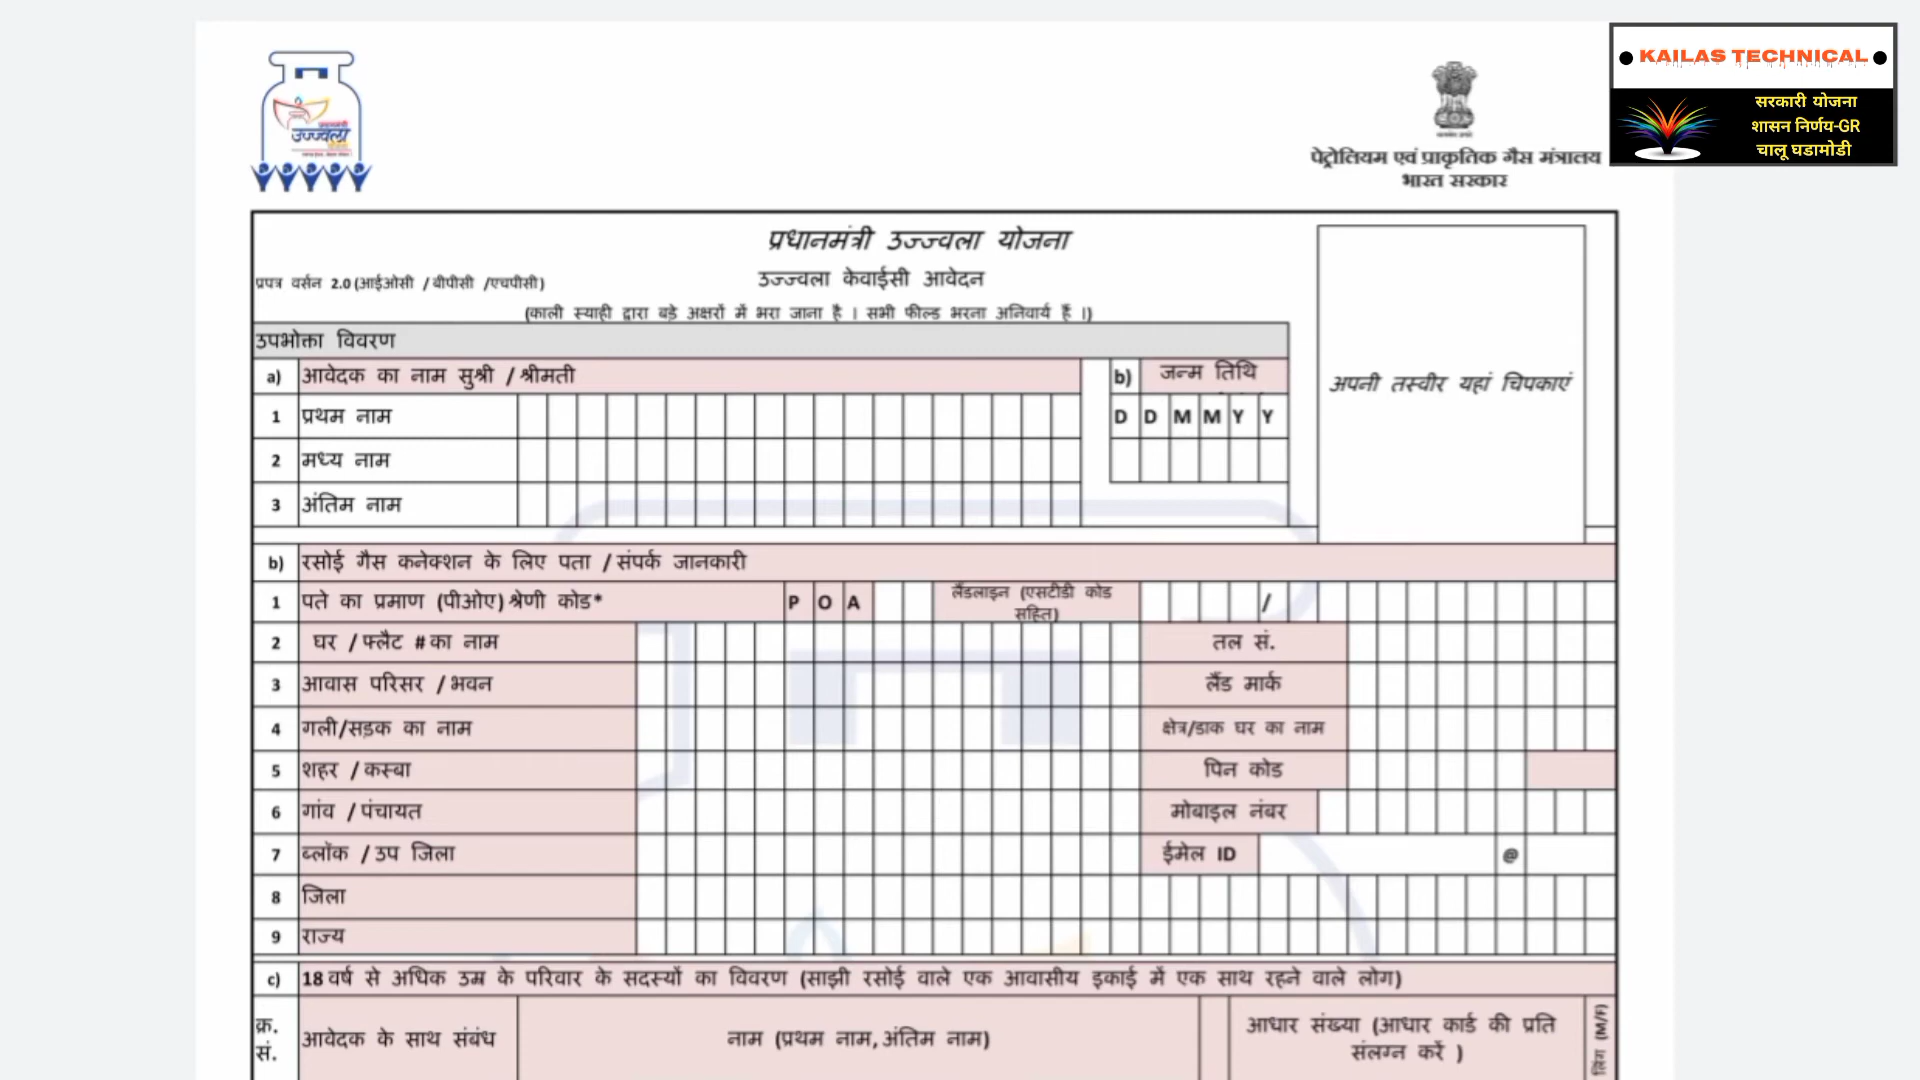 KAILAS TECHNICAL
सरकारी योजना
शासन निर्णय-GR
चालू घडामोडी
उज्ज्वला
पेट्रोलियम एवं प्राकृतिक गैस मंत्रालय
भारत सरकार
प्रधानमंत्री उज्ज्वला योजना
प्रपत्र वर्सन 2.0 (आईओसी / बीपीसी /एचपीसी)
उज्ज्वला केवाईसी आवेदन
(काली स्याही द्वारा बड़े अक्षरों में भरा जाना है । सभी फील्ड भरना अनिवार्य हैं ।)
उपभोक्ता विवरण
a) आवेदक का नाम सुश्री / श्रीमती b) जन्म तिथि
अपनी तस्वीर यहां चिपकाएं
1 प्रथम नाम D D M M Y Y
2 मध्य नाम
3 अंतिम नाम
b) रसोई गैस कनेक्शन के लिए पता / संपर्क जानकारी
1 पते का प्रमाण (पीओए) श्रेणी कोड* P O A लैंडलाइन (एसटीडी कोड सहित) /
2 घर / फ्लैट # का नाम तल सं.
3 आवास परिसर / भवन लैंड मार्क
4 गली/सड़क का नाम क्षेत्र/डाक घर का नाम
5 शहर / कस्बा पिन कोड
6 गांव / पंचायत मोबाइल नंबर
7 ब्लॉक / उप जिला ईमेल ID @
8 जिला
9 राज्य
c) 18 वर्ष से अधिक उम्र के परिवार के सदस्यों का विवरण (साझी रसोई वाले एक आवासीय इकाई में एक साथ रहने वाले लोग)
क्र. सं. आवेदक के साथ संबंध नाम (प्रथम नाम, अंतिम नाम) आधार संख्या (आधार कार्ड की प्रति संलग्न करें ) लिंग (M/F)